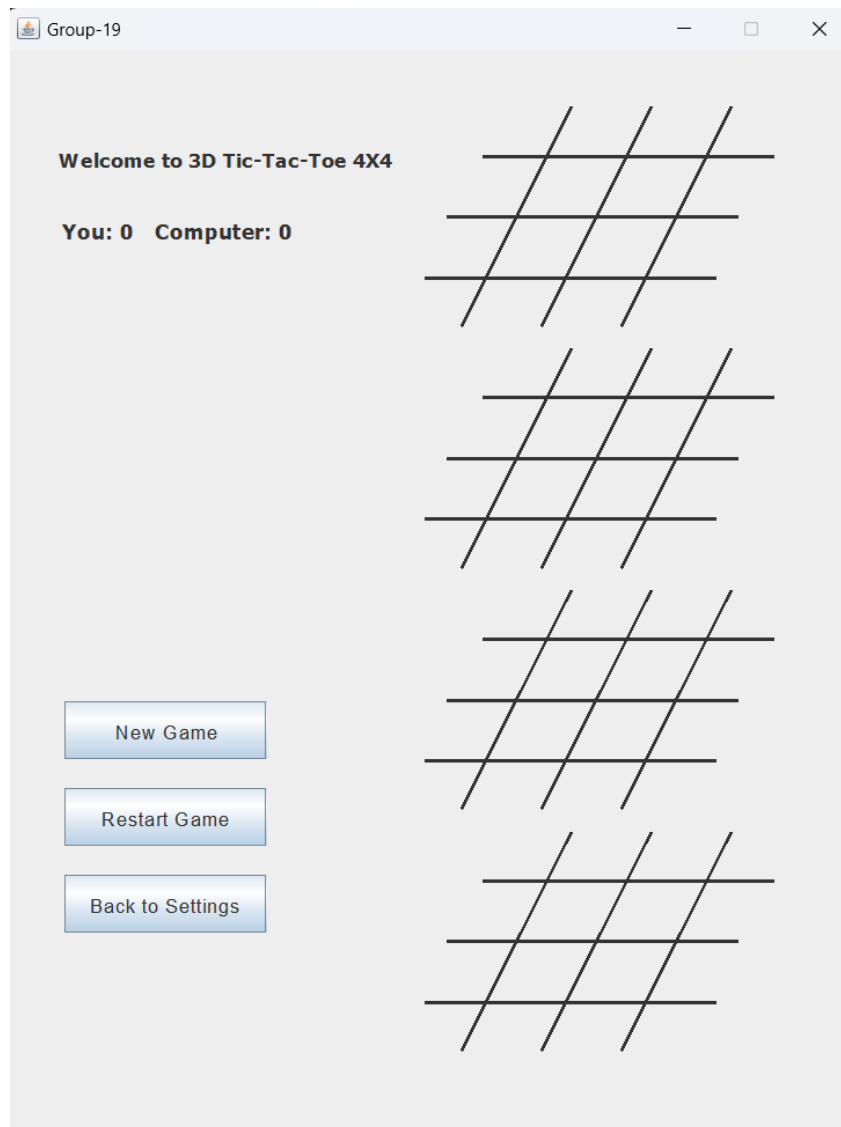 Group-19
Welcome to 3D Tic-Tac-Toe 4X4
You: 0 Computer: 0
New Game
Restart Game
Back to Settings